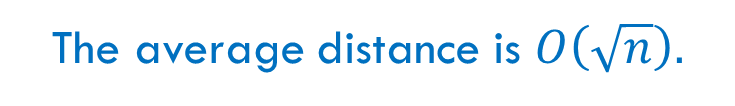 The average distance is O(√n).